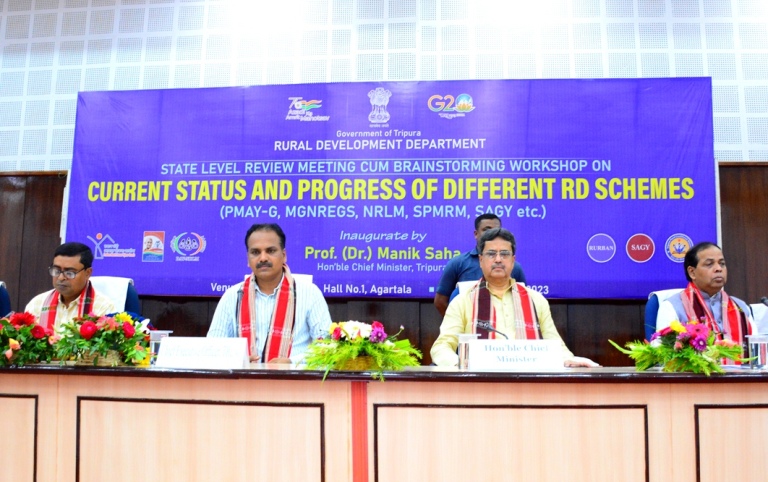 G20
Government of Tripura
RURAL DEVELOPMENT DEPARTMENT
STATE LEVEL REVIEW MEETING CUM BRAINSTORMING WORKSHOP ON
CURRENT STATUS AND PROGRESS OF DIFFERENT RD SCHEMES
(PMAY-G, MGNREGS, NRLM, SPMRM, SAGY etc.)
Inaugurate by
Prof. (Dr.) Manik Saha
Hon'ble Chief Minister, Tripura
RURBAN
SAGY
Hall No.1, Agartala
2023
Hon'ble Chief
Minister